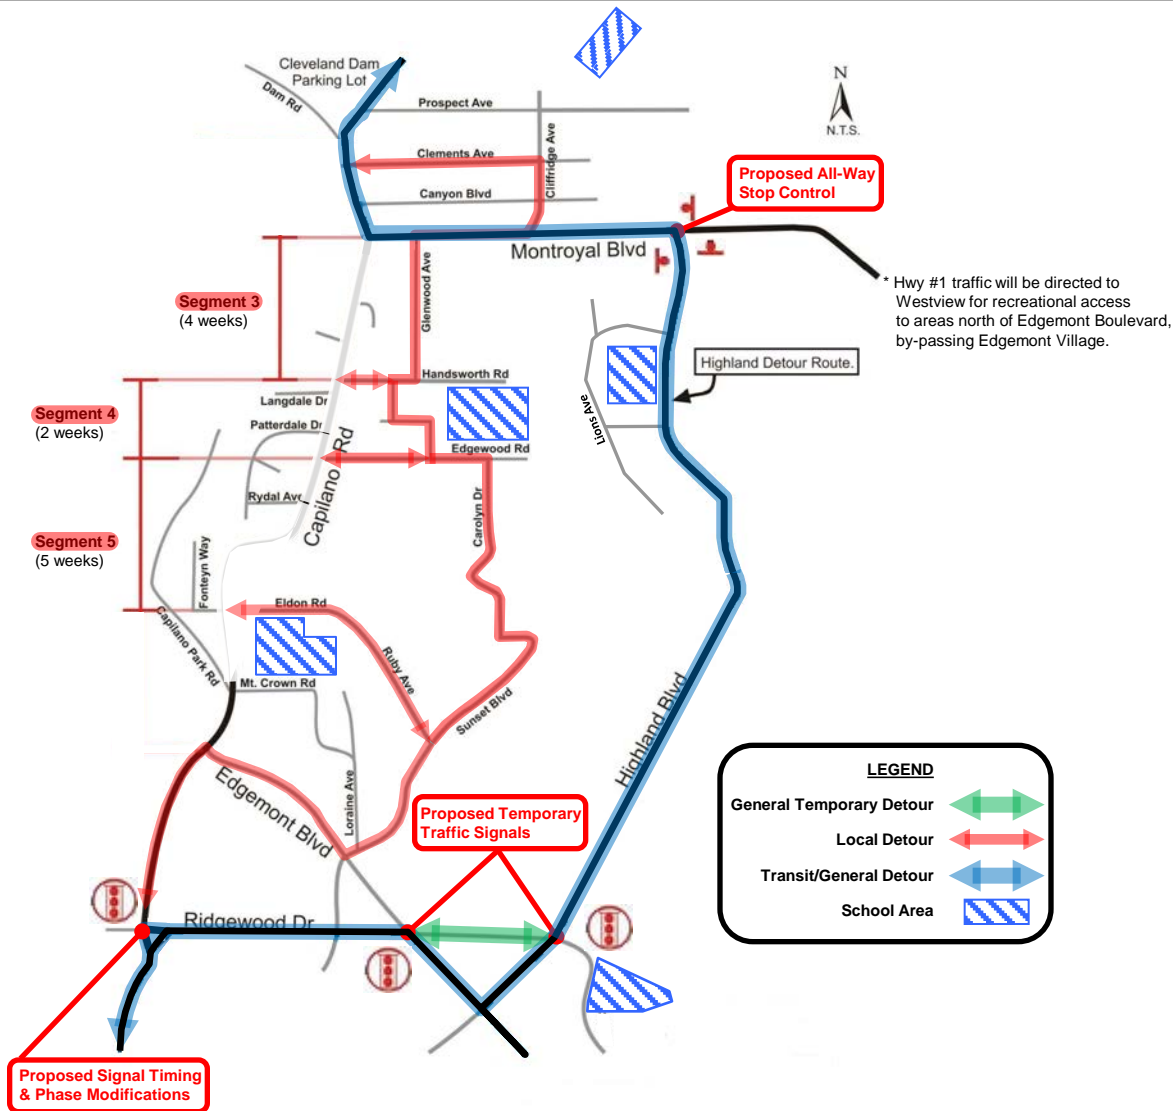 Cleveland Dam
Parking Lot
Dam Rd
Prospect Ave
N
N.T.S.
Clements Ave
Cliffridge Ave
Canyon Blvd
Proposed All-Way
Stop Control
Montroyal Blvd
* Hwy #1 traffic will be directed to
Westview for recreational access
to areas north of Edgemont Boulevard,
by-passing Edgemont Village.
Segment 3
(4 weeks)
Glenwood Ave
Highland Detour Route.
Handsworth Rd
Langdale Dr
Segment 4
(2 weeks)
Patterdale Dr
Lions Ave
Edgewood Rd
Capilano Rd
Rydal Ave
Carolyn Dr
Segment 5
(5 weeks)
Fonteyn Way
Eldon Rd
Capilano Park Rd
Ruby Ave
Mt. Crown Rd
Sunset Blvd
Highland Blvd
Edgemont Blvd
Loraine Ave
LEGEND
General Temporary Detour
Local Detour
Transit/General Detour
School Area
Proposed Temporary
Traffic Signals
Ridgewood Dr
Proposed Signal Timing
& Phase Modifications